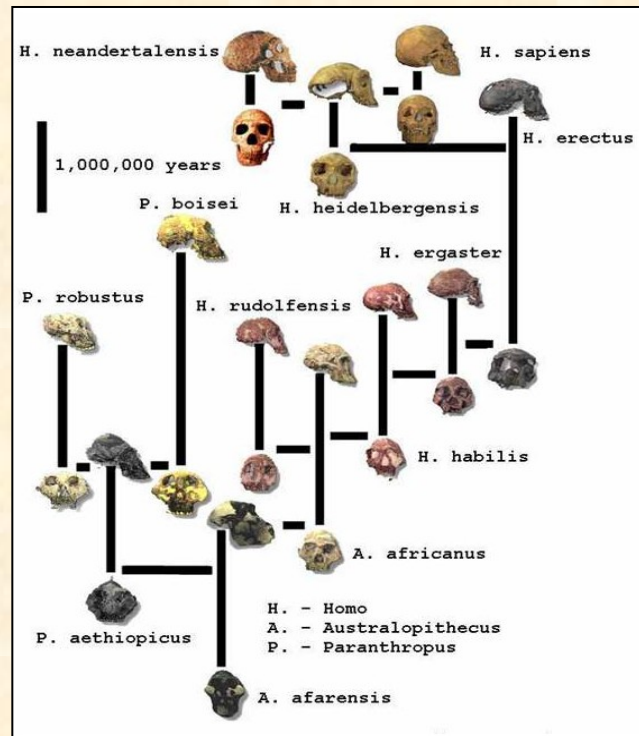 H. neandertalensis
H. sapiens
H. erectus
1,000,000 years
P. boisei
H. heidelbergensis
H. ergaster
P. robustus
H. rudolfensis
H. habilis
A. africanus
H. - Homo
A. - Australopithecus
P. - Paranthropus
P. aethiopicus
A. afarensis